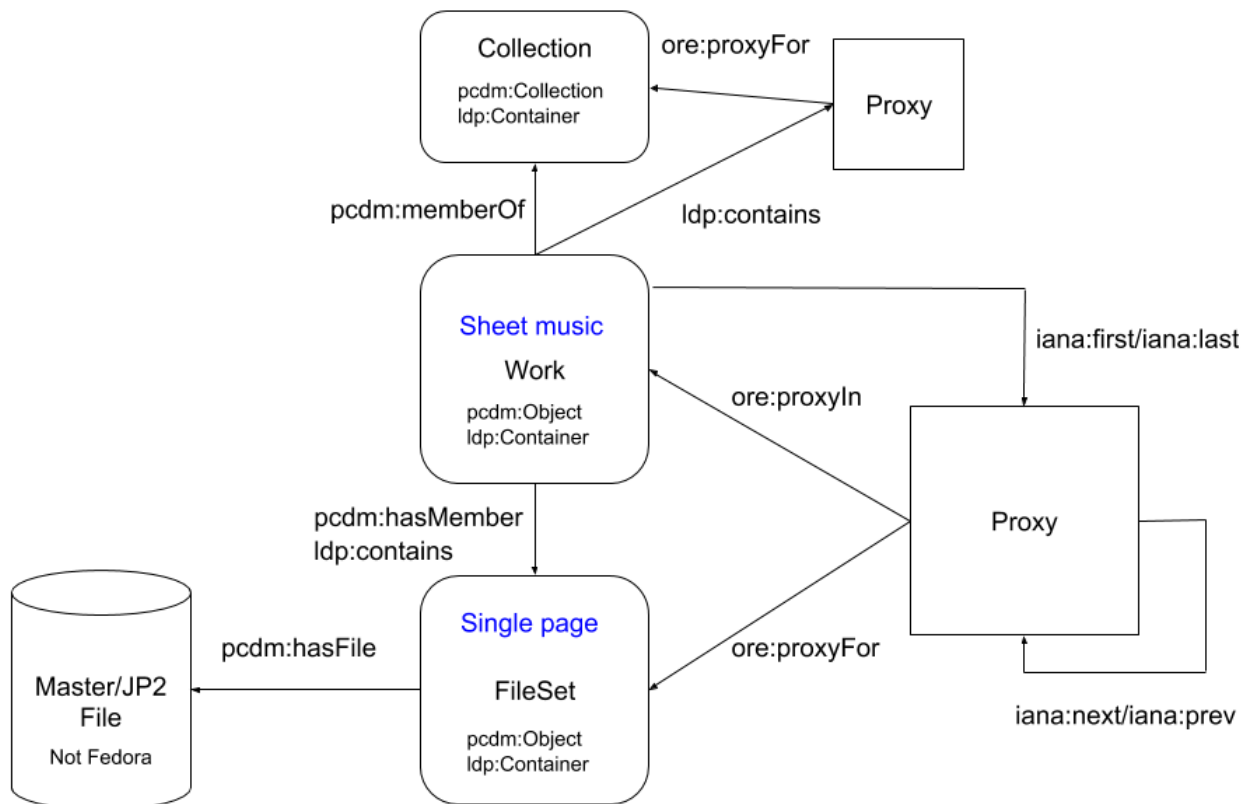 Collection
pcdm:Collection
ldp:Container
ore:proxyFor
Proxy
pcdm:memberOf
ldp:contains
Sheet music
Work
pcdm:Object
ldp:Container
iana:first/iana:last
ore:proxyIn
Proxy
pcdm:hasMember
ldp:contains
Single page
FileSet
pcdm:Object
ldp:Container
pcdm:hasFile
ore:proxyFor
Master/JP2
File
Not Fedora
iana:next/iana:prev